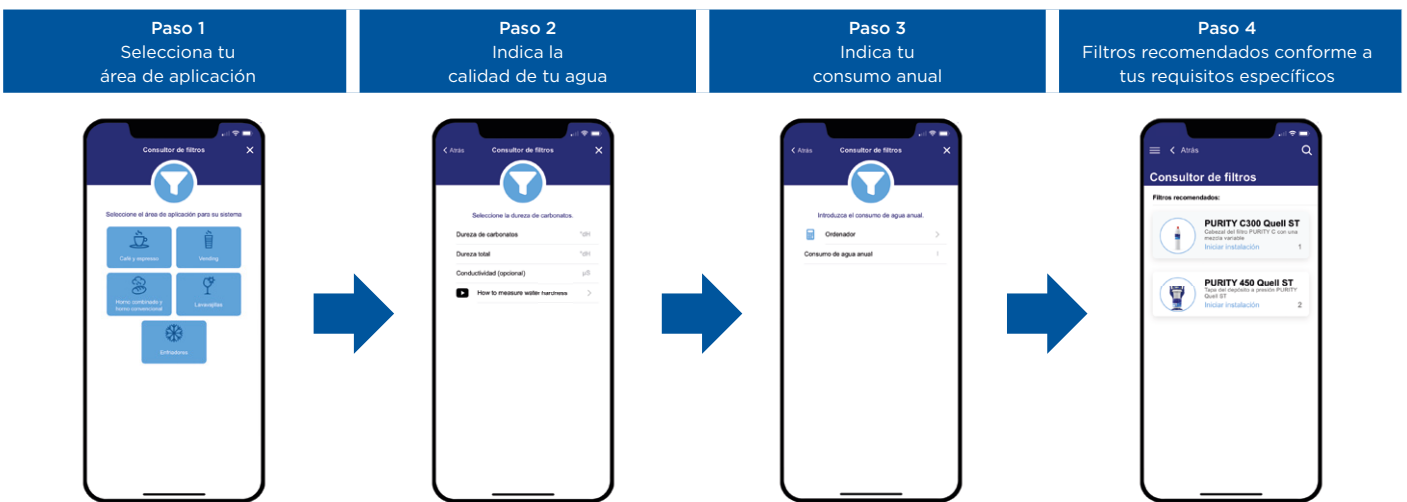 Paso 1
Selecciona tu
área de aplicación
Paso 2
Indica la
calidad de tu agua
Paso 3
Indica tu
consumo anual
Paso 4
Filtros recomendados conforme a
tus requisitos específicos
Consultor de filtros
Seleccione el área de aplicación para su sistema
Café y espresso
Vending
Horno combinado y
horno convencional
Lavavajillas
Enfriadores
Atrás
Consultor de filtros
Seleccione la dureza de carbonatos.
Dureza de carbonatos °dH
Dureza total °dH
Conductividad (opcional) µS
How to measure water hardness
Atrás
Consultor de filtros
Introduzca el consumo de agua anual.
Ordenador
Consumo de agua anual l
Atrás
Consultor de filtros
Filtros recomendados:
PURITY C300 Quell ST
Cabezal del filtro PURITY C con una
mezcla variable
Iniciar instalación 1
PURITY 450 Quell ST
Tapa del depósito a presión PURITY
Quell ST
Iniciar instalación 2